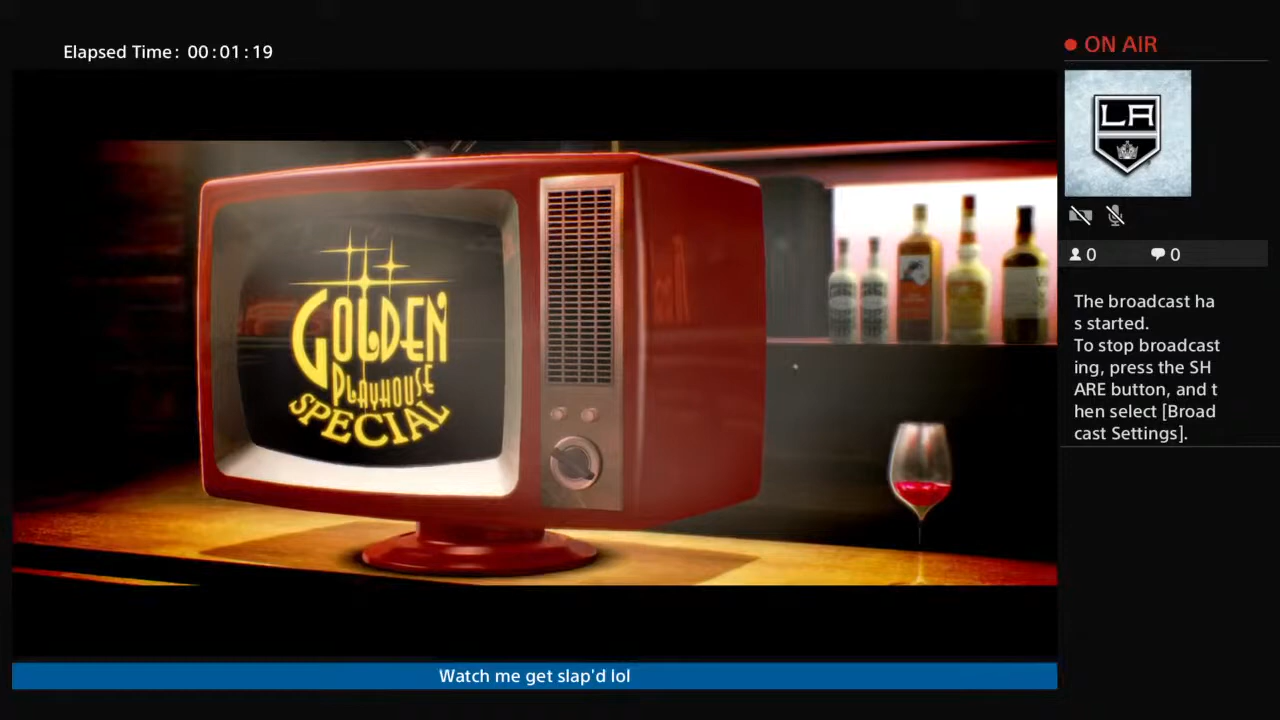 Elapsed Time: 00:01:19
ON AIR
LA
0
0
The broadcast ha
s started.
To stop broadcast
ing, press the SH
ARE button, and t
hen select [Broad
cast Settings].
GOLDEN
PLAYHOUSE
SPECIAL
Watch me get slap'd lol